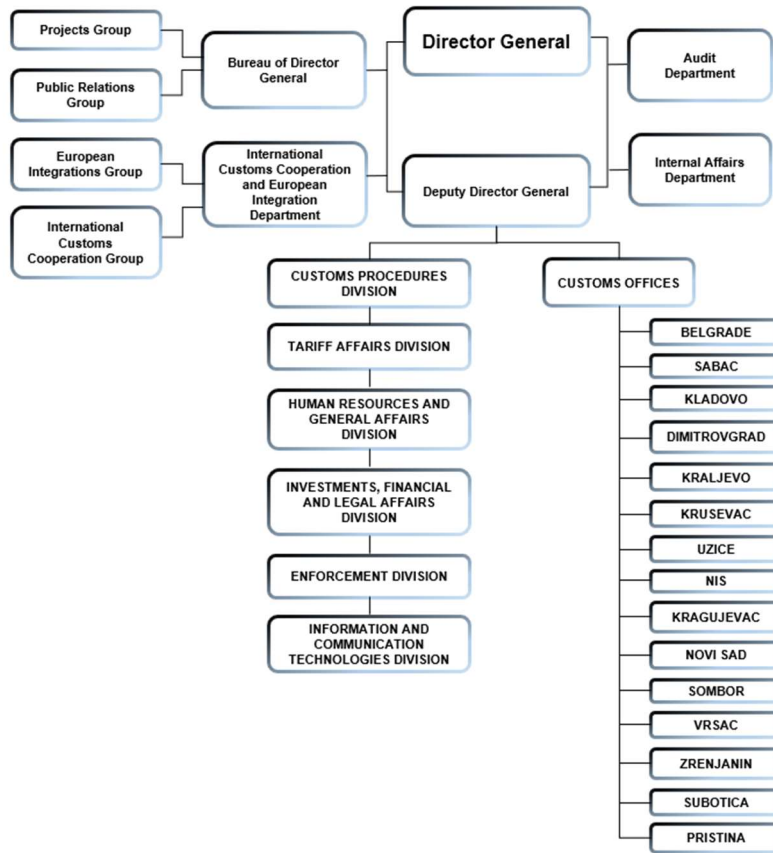 Projects Group
Public Relations
Group
Bureau of Director
General
Director General
Audit
Department
European
Integrations Group
International
Customs
Cooperation Group
International
Customs Cooperation
and European
Integration
Department
Deputy Director General
Internal Affairs
Department
CUSTOMS PROCEDURES
DIVISION
TARIFF AFFAIRS DIVISION
HUMAN RESOURCES AND
GENERAL AFFAIRS
DIVISION
INVESTMENTS, FINANCIAL
AND LEGAL AFFAIRS
DIVISION
ENFORCEMENT DIVISION
INFORMATION AND
COMMUNICATION
TECHNOLOGIES DIVISION
CUSTOMS OFFICES
BELGRADE
SABAC
KLADOVO
DIMITROVGRAD
KRALJEVO
KRUSEVAC
UZICE
NIS
KRAGUJEVAC
NOVI SAD
SOMBOR
VRSAC
ZRENJANIN
SUBOTICA
PRISTINA